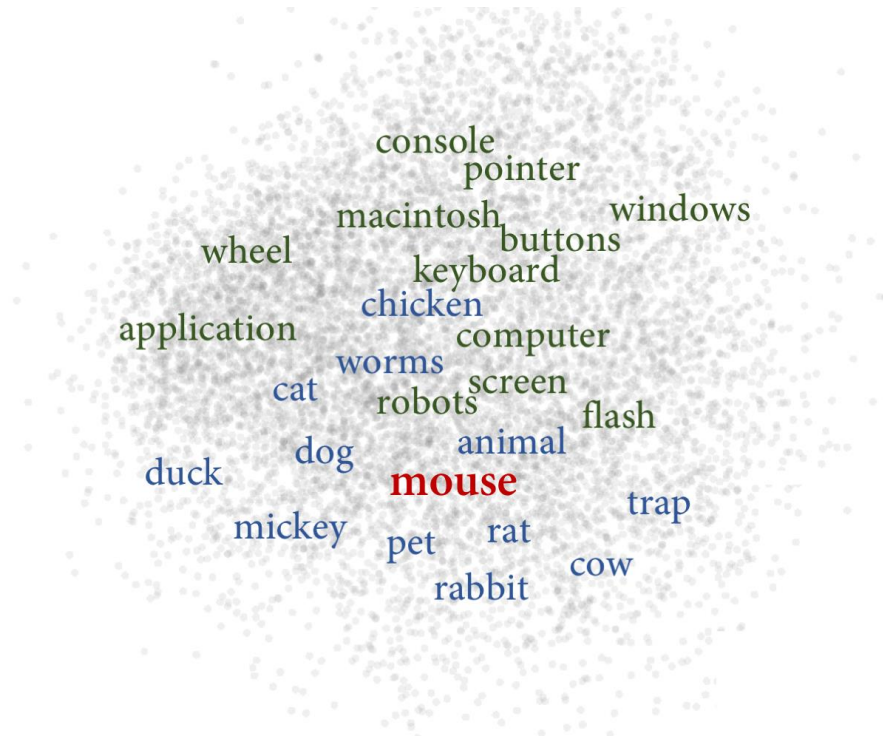 console
pointer
windows
macintosh
buttons
wheel
keyboard
chicken
application
computer
worms
screen
cat
robots
flash
animal
dog
duck
mouse
trap
mickey
rat
pet
cow
rabbit